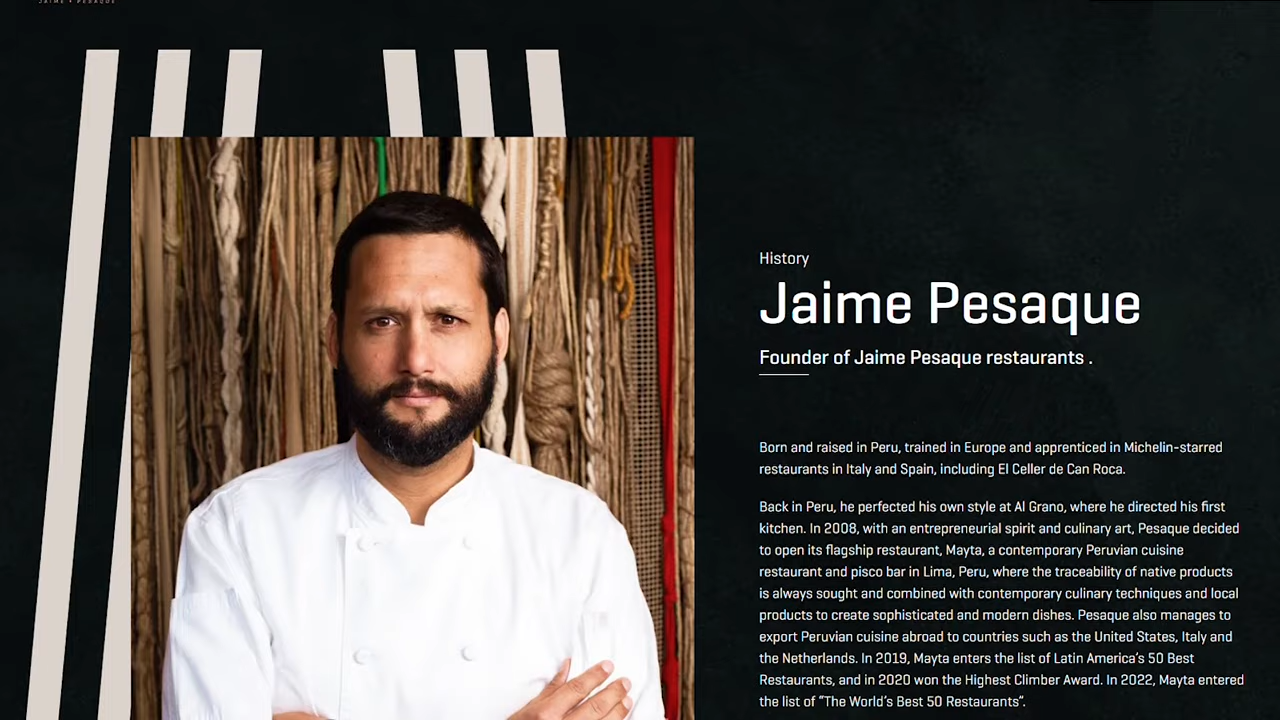 JAIME • PESAQUE
History
Jaime Pesaque
Founder of Jaime Pesaque restaurants .
Born and raised in Peru, trained in Europe and apprenticed in Michelin-starred
restaurants in Italy and Spain, including El Celler de Can Roca.
Back in Peru, he perfected his own style at Al Grano, where he directed his first
kitchen. In 2008, with an entrepreneurial spirit and culinary art, Pesaque decided
to open its flagship restaurant, Mayta, a contemporary Peruvian cuisine
restaurant and pisco bar in Lima, Peru, where the traceability of native products
is always sought and combined with contemporary culinary techniques and local
products to create sophisticated and modern dishes. Pesaque also manages to
export Peruvian cuisine abroad to countries such as the United States, Italy and
the Netherlands. In 2019, Mayta enters the list of Latin America’s 50 Best
Restaurants, and in 2020 won the Highest Climber Award. In 2022, Mayta entered
the list of “The World’s Best 50 Restaurants“.